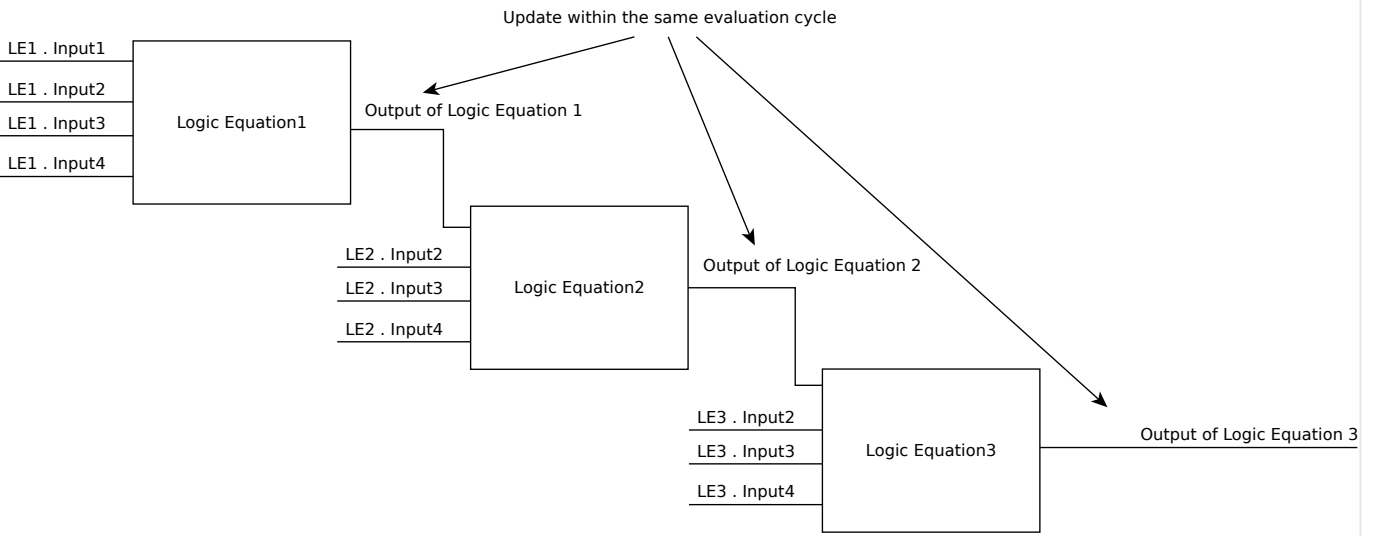 Update within the same evaluation cycle
LE1 . Input1
LE1 . Input2
LE1 . Input3
LE1 . Input4
Logic Equation1
Output of Logic Equation 1
LE2 . Input2
LE2 . Input3
LE2 . Input4
Logic Equation2
Output of Logic Equation 2
LE3 . Input2
LE3 . Input3
LE3 . Input4
Logic Equation3
Output of Logic Equation 3